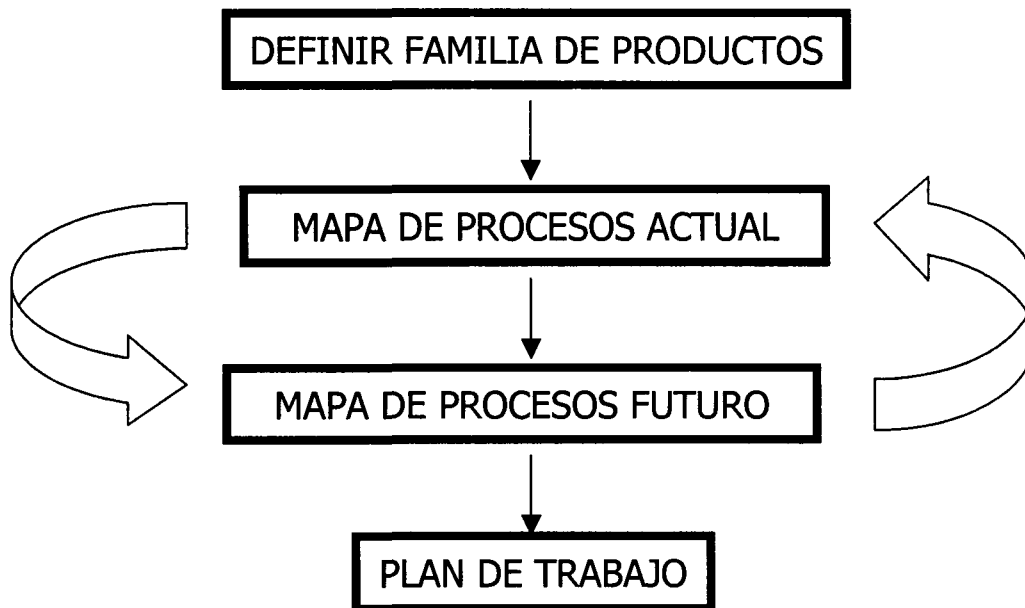 DEFINIR FAMILIA DE PRODUCTOS
MAPA DE PROCESOS ACTUAL
MAPA DE PROCESOS FUTURO
PLAN DE TRABAJO